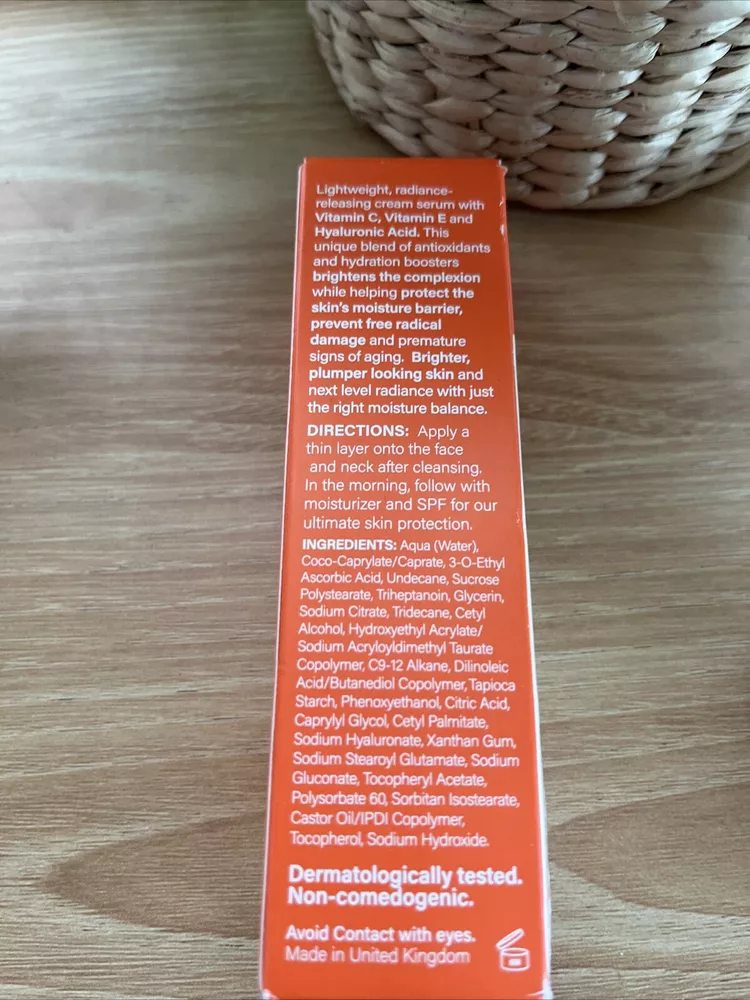 Lightweight, radiance-
releasing cream serum with
Vitamin C, Vitamin E and
Hyaluronic Acid. This
unique blend of antioxidants
and hydration boosters
brightens the complexion
while helping protect the
skin's moisture barrier,
prevent free radical
damage and premature
signs of aging. Brighter,
plumper looking skin and
next level radiance with just
the right moisture balance.
DIRECTIONS: Apply a
thin layer onto the face
and neck after cleansing.
In the morning, follow with
moisturizer and SPF for our
ultimate skin protection.
INGREDIENTS: Aqua (Water),
Coco-Caprylate/Caprate, 3-O-Ethyl
Ascorbic Acid, Undecane, Sucrose
Polystearate, Triheptanoin, Glycerin,
Sodium Citrate, Tridecane, Cetyl
Alcohol, Hydroxyethyl Acrylate/
Sodium Acryloyldimethyl Taurate
Copolymer, C9-12 Alkane, Dilinoleic
Acid/Butanediol Copolymer, Tapioca
Starch, Phenoxyethanol, Citric Acid,
Caprylyl Glycol, Cetyl Palmitate,
Sodium Hyaluronate, Xanthan Gum,
Sodium Stearoyl Glutamate, Sodium
Gluconate, Tocopheryl Acetate,
Polysorbate 60, Sorbitan Isostearate,
Castor Oil/IPDI Copolymer,
Tocopherol, Sodium Hydroxide.
Dermatologically tested.
Non-comedogenic.
Avoid Contact with eyes.
Made in United Kingdom